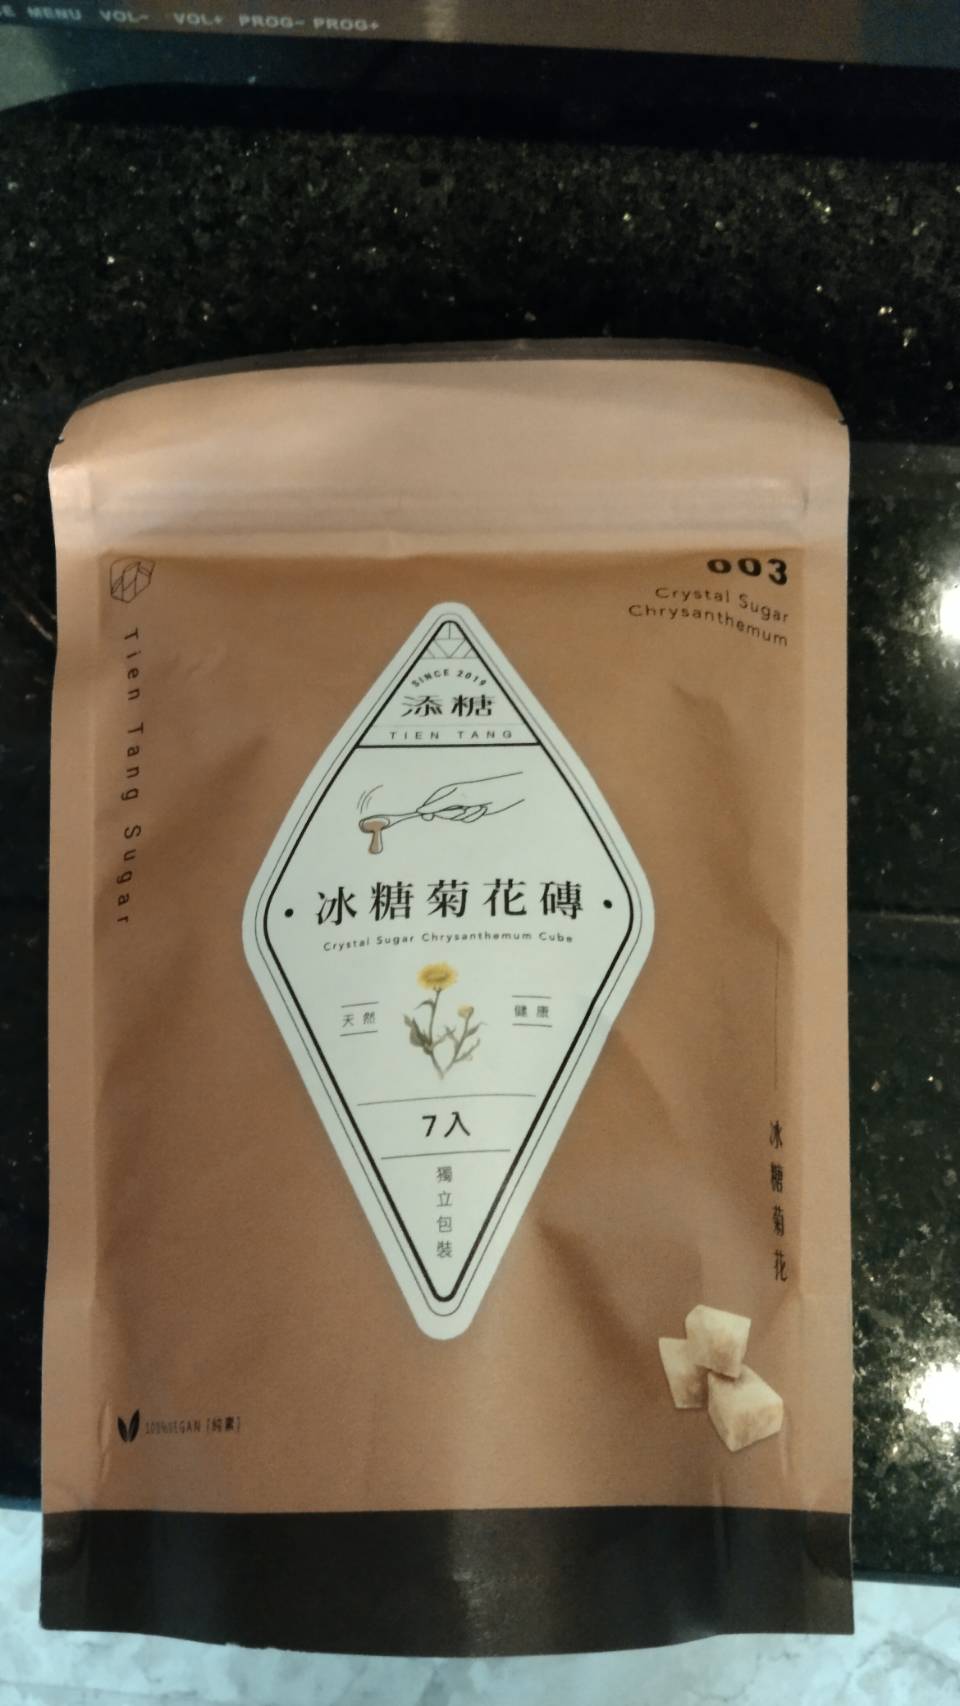 MENU VOL- VOL+ PROG- PROG+
003
Crystal Sugar
Chrysanthemum
Tien Tang Sugar
SINCE 2019
添糖
TIEN TANG
·冰糖菊花磚·
Crystal Sugar Chrysanthemum Cube
天然
健康
7入
獨立包裝
冰糖菊花
100%VEGAN [純素]